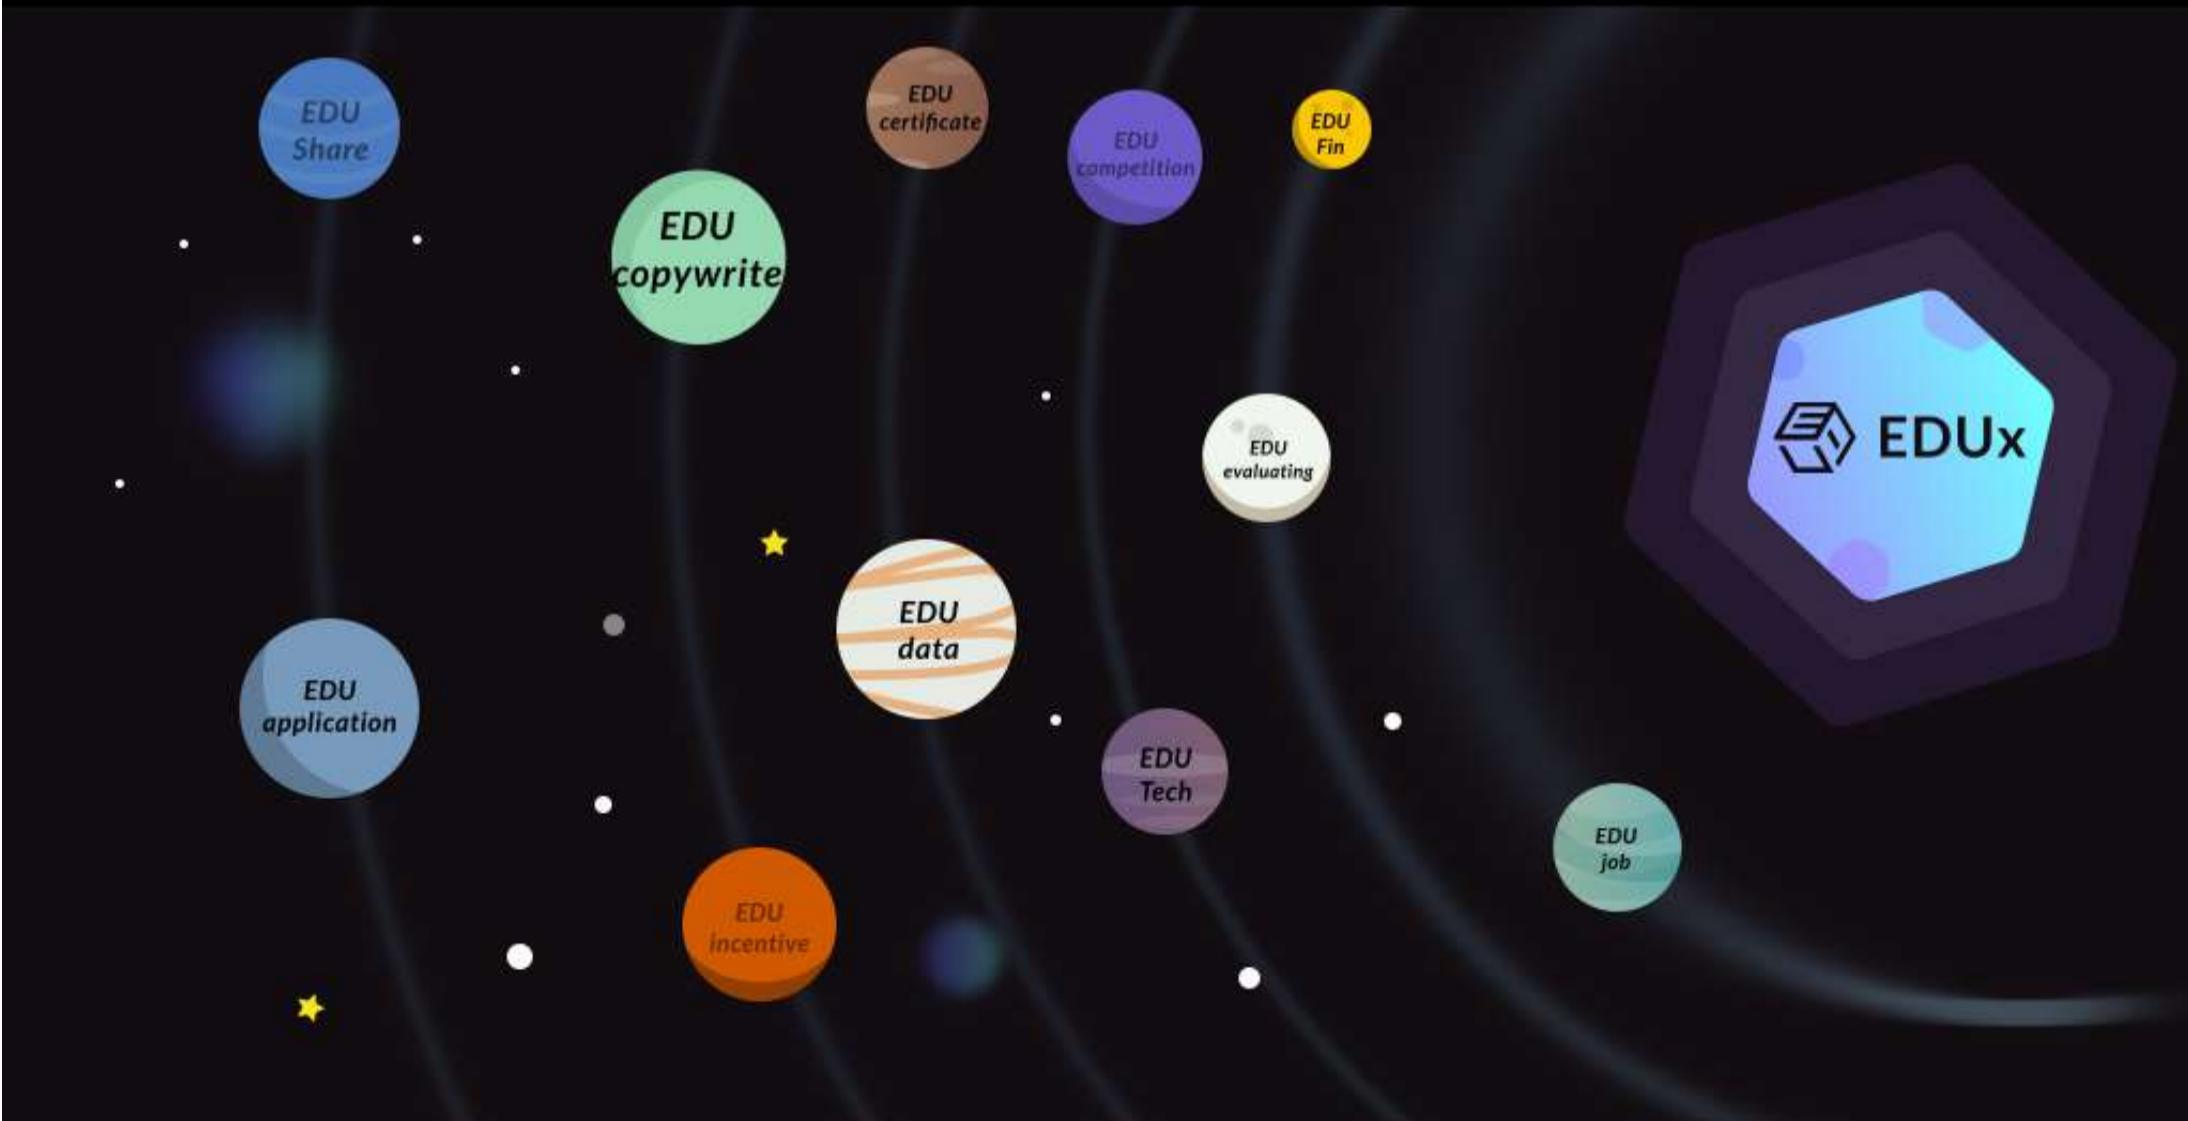 EDU
Share
EDU
certificate
EDU
competition
EDU
Fin
EDU
copywrite
EDU
evaluating
EDUx
EDU
data
EDU
application
EDU
Tech
EDU
job
EDU
incentive